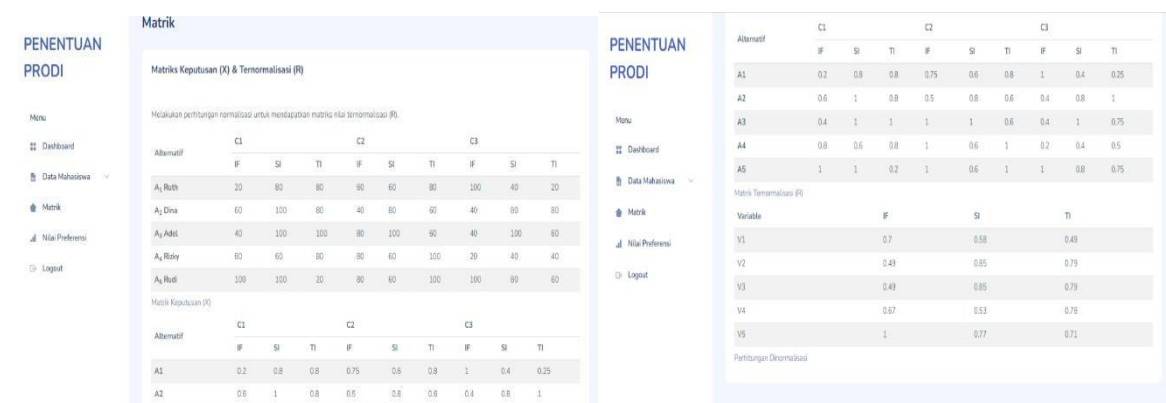 PENENTUAN
PRODI
Menu
Dashboard
Data Mahasiswa
Matrik
Nilai Preferensi
Logout
Matrik
Matriks Keputusan (X) & Ternormalisasi (R)
Melakukan perhitungan normalisasi untuk mendapatkan matriks nilai ternormalisasi (R).
Alternatif C1 C2 C3
IF SI TI IF SI TI IF SI TI
A1 Ruth 20 80 80 60 60 80 100 40 20
A2 Dina 60 100 80 40 80 60 40 80 80
A3 Adel 40 100 100 80 100 60 40 100 60
A4 Rizky 80 60 80 80 60 100 20 40 40
A5 Rudi 100 100 20 80 60 100 100 80 60
Matrik Keputusan (X)
Alternatif C1 C2 C3
IF SI TI IF SI TI IF SI TI
A1 0.2 0.8 0.8 0.75 0.6 0.8 1 0.4 0.25
A2 0.6 1 0.8 0.5 0.8 0.6 0.4 0.8 1
PENENTUAN
PRODI
Menu
Dashboard
Data Mahasiswa
Matrik
Nilai Preferensi
Logout
Alternatif C1 C2 C3
IF SI TI IF SI TI IF SI TI
A1 0.2 0.8 0.8 0.75 0.6 0.8 1 0.4 0.25
A2 0.6 1 0.8 0.5 0.8 0.6 0.4 0.8 1
A3 0.4 1 1 1 1 0.6 0.4 1 0.75
A4 0.8 0.6 0.8 1 0.6 1 0.2 0.4 0.5
A5 1 1 0.2 1 0.6 1 1 0.8 0.75
Matrik Ternormalisasi (R)
Variable IF SI TI
V1 0.7 0.58 0.49
V2 0.49 0.85 0.79
V3 0.49 0.85 0.79
V4 0.67 0.53 0.78
V5 1 0.77 0.71
Perhitungan Dinormalisasi